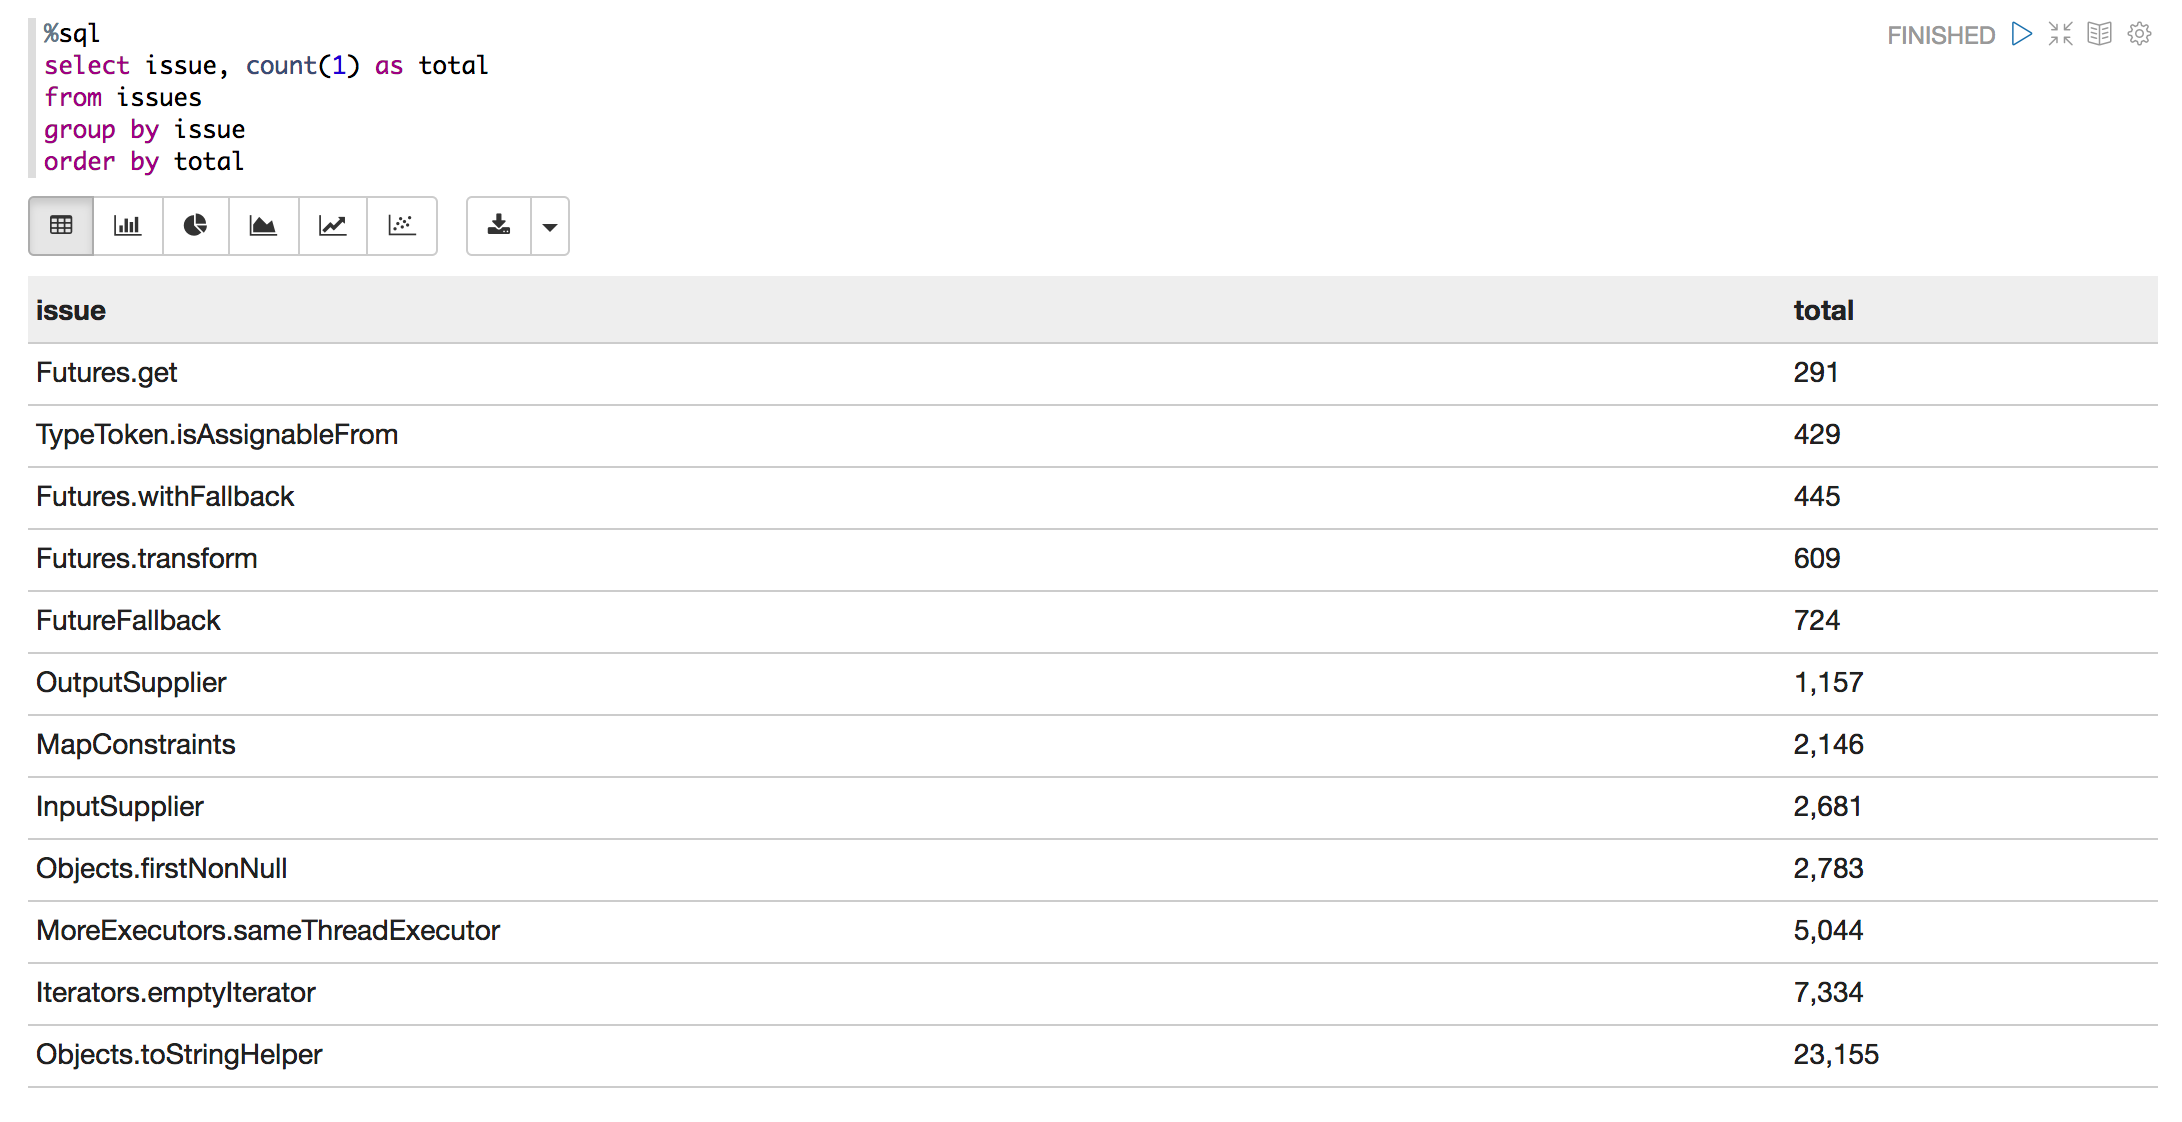 %sql
FINISHED
select issue, count(1) as total
from issues
group by issue
order by total
issue total
Futures.get 291
TypeToken.isAssignableFrom 429
Futures.withFallback 445
Futures.transform 609
FutureFallback 724
OutputSupplier 1,157
MapConstraints 2,146
InputSupplier 2,681
Objects.firstNonNull 2,783
MoreExecutors.sameThreadExecutor 5,044
Iterators.emptyIterator 7,334
Objects.toStringHelper 23,155